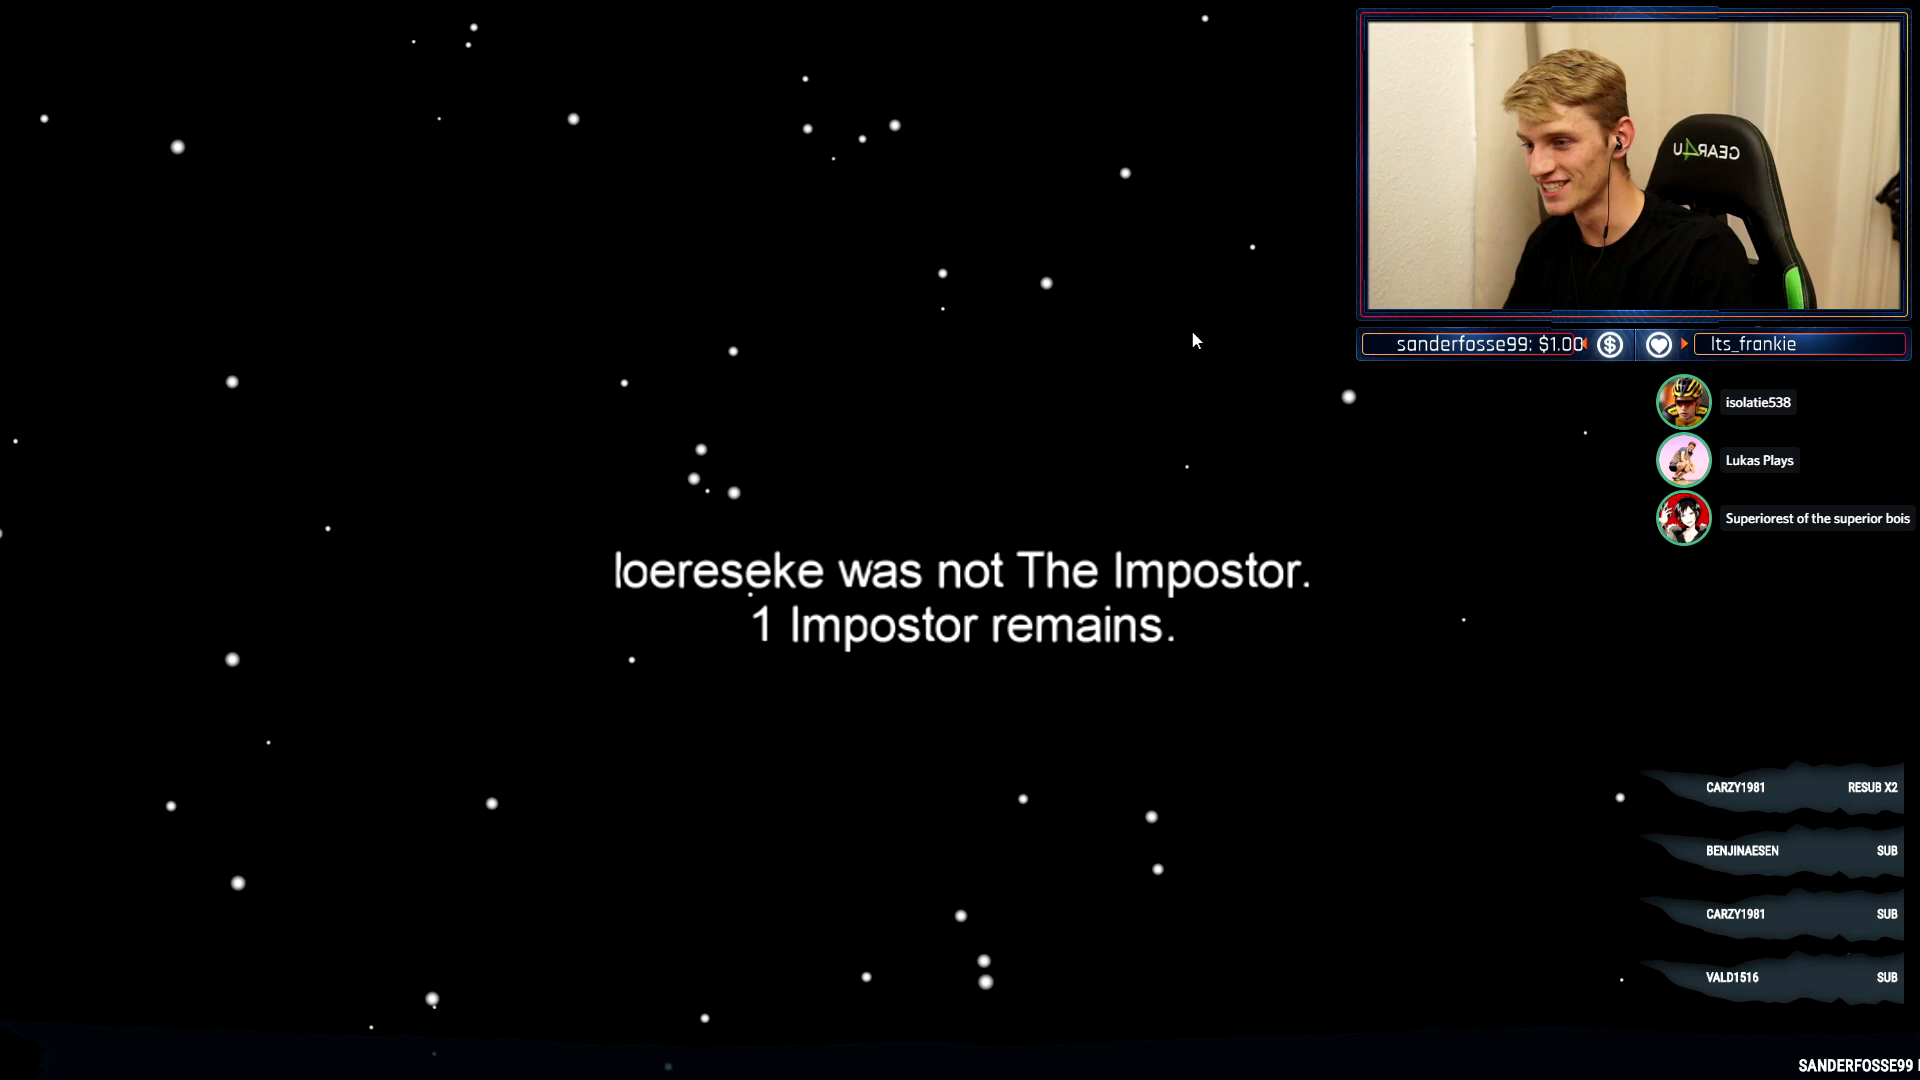 GEAR4U
sanderfosse99: $1.00
Its_frankie
isolatie538
Lukas Plays
Superiorest of the superior bois
loereseke was not The Impostor.
1 Impostor remains.
CARZY1981 RESUB X2
BENJINAESEN SUB
CARZY1981 SUB
VALD1516 SUB
SANDERFOSSE99